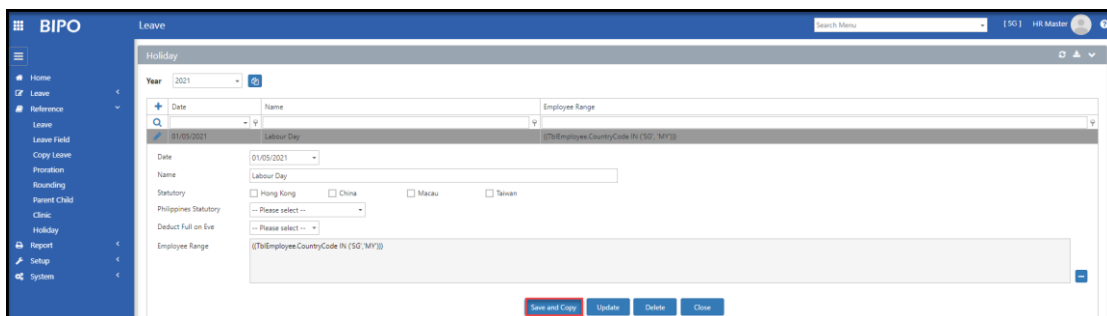 BIPO Leave Search Menu [ SG ] HR Master
Holiday
Home
Leave
Reference
Leave
Leave Field
Copy Leave
Proration
Rounding
Parent Child
Clinic
Holiday
Report
Setup
System
Year 2021
Date Name Employee Range
01/05/2021 Labour Day ((TblEmployee.CountryCode IN ('SG', 'MY')))
Date 01/05/2021
Name Labour Day
Statutory Hong Kong China Macau Taiwan
Philippines Statutory -- Please select --
Deduct Full on Eve -- Please select --
Employee Range ((TblEmployee.CountryCode IN ('SG','MY')))
Save and Copy Update Delete Close